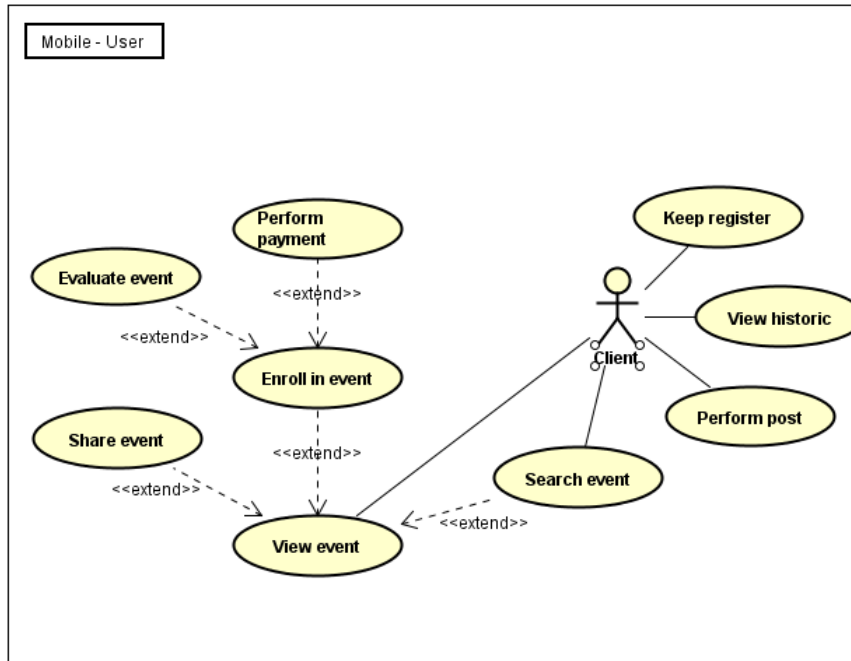 Mobile - User
Perform
payment
Keep register
Evaluate event
<<extend>>
View historic
<<extend>>
Client
Enroll in event
Perform post
Share event
<<extend>>
Search event
<<extend>>
<<extend>>
View event